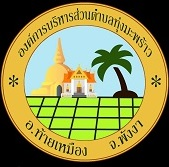 องค์การบริหารส่วนตำบลทุ่งมะพร้าว
อ.ท้ายเหมือง จ.พังงา